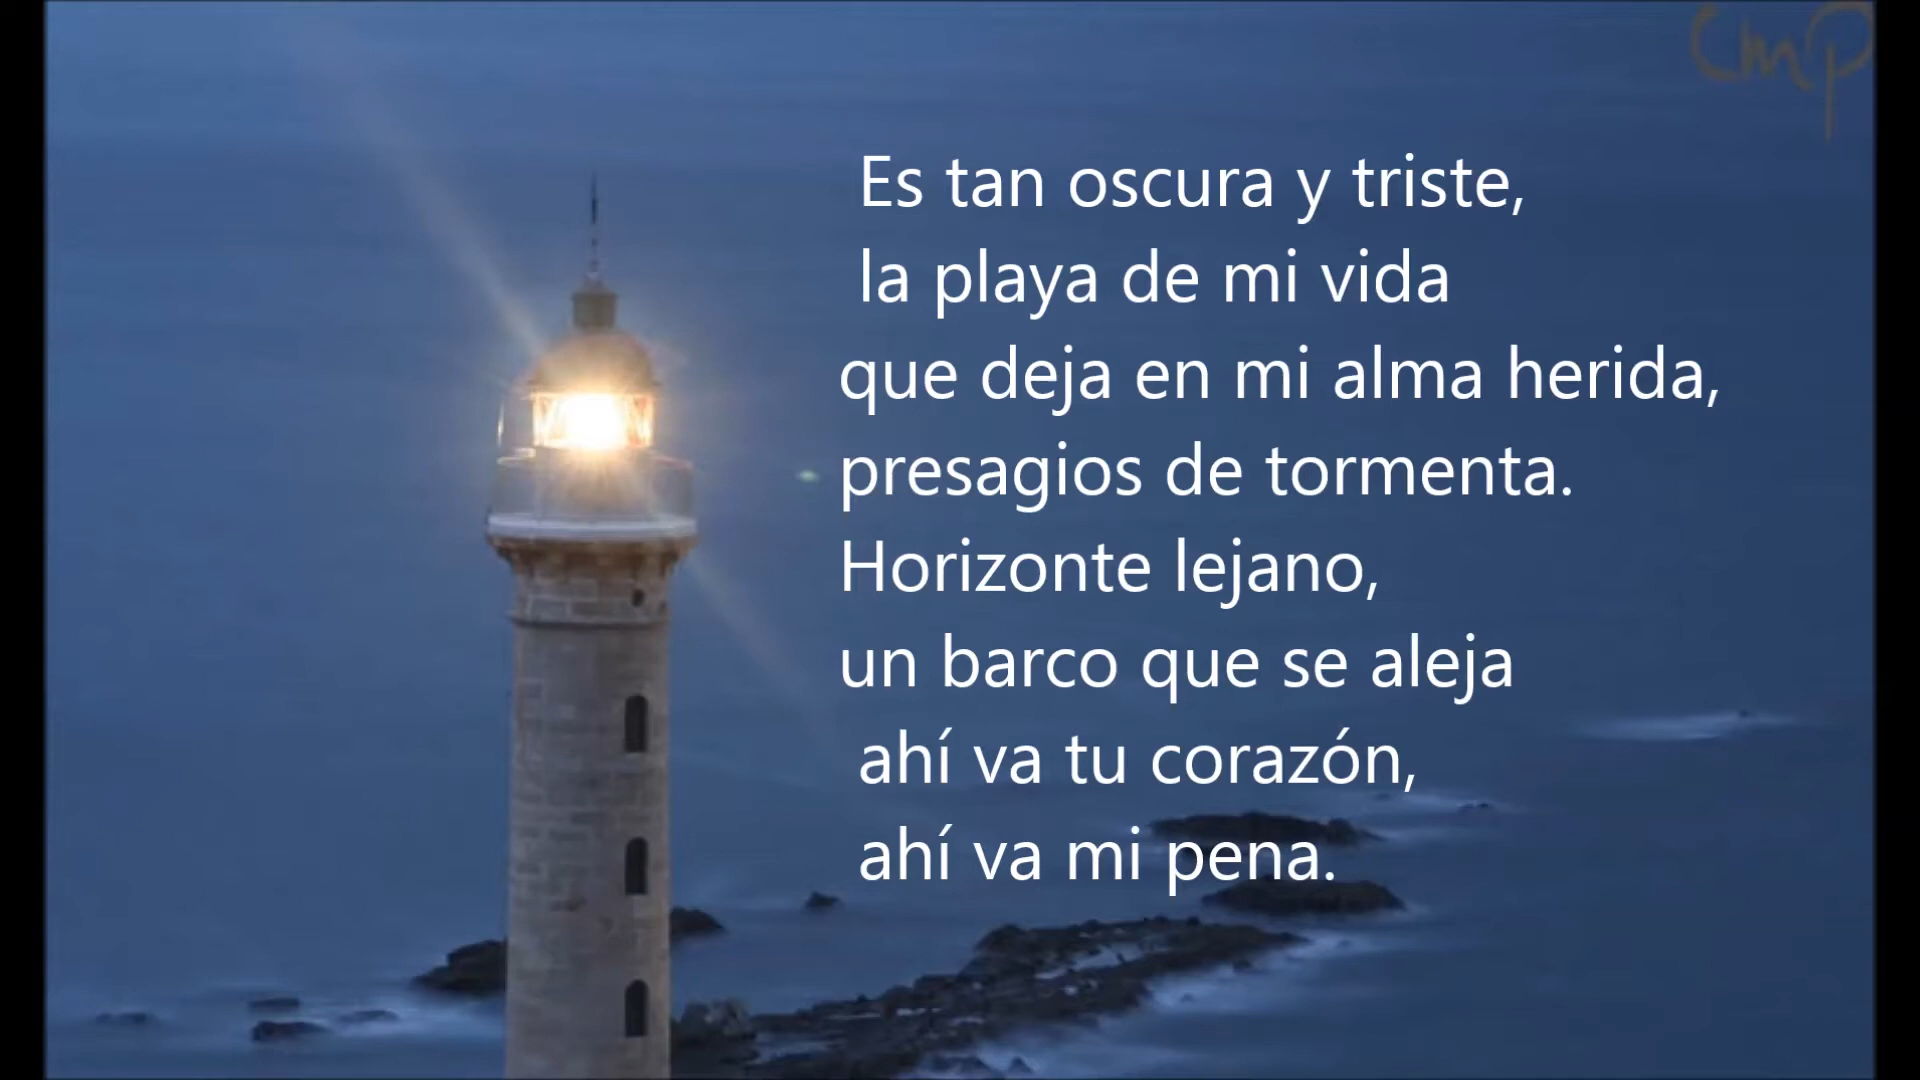 CMP
Es tan oscura y triste,
la playa de mi vida
que deja en mi alma herida,
presagios de tormenta.
Horizonte lejano,
un barco que se aleja
ahí va tu corazón,
ahí va mi pena.